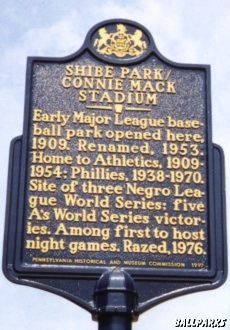 SHIBE PARK/
CONNIE MACK
STADIUM
Early Major League base-
ball park opened here,
1909. Renamed, 1953.
Home to Athletics, 1909-
1954; Phillies, 1938-1970.
Site of three Negro Lea-
gue World Series; five
A's World Series victor-
ies. Among first to host
night games. Razed, 1976.
PENNSYLVANIA HISTORICAL AND MUSEUM COMMISSION 1997
BALLPARKS